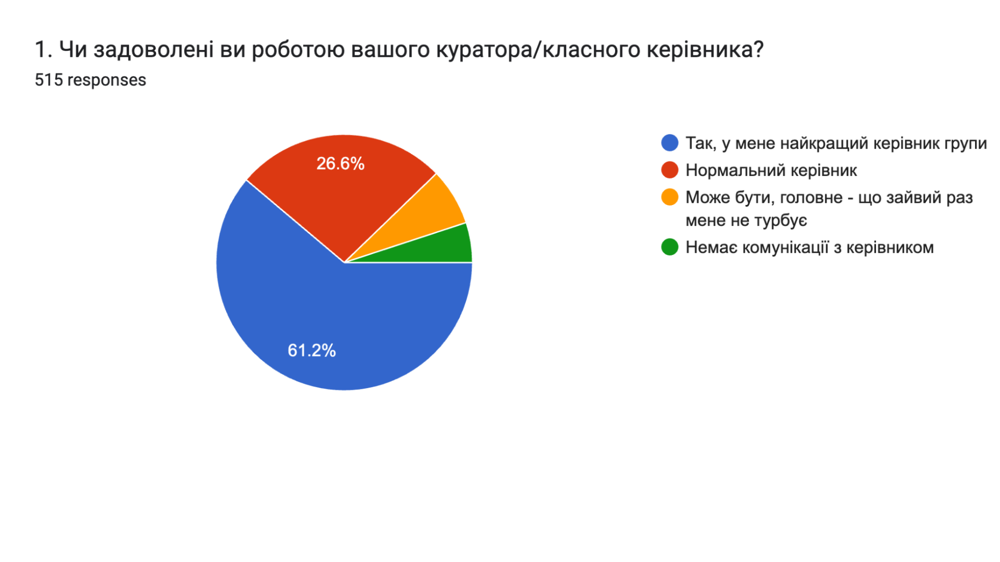 1. Чи задоволені ви роботою вашого куратора/класного керівника?
515 responses
26.6%
61.2%
Так, у мене найкращий керівник групи
Нормальний керівник
Може бути, головне - що зайвий раз
мене не турбує
Немає комунікації з керівником